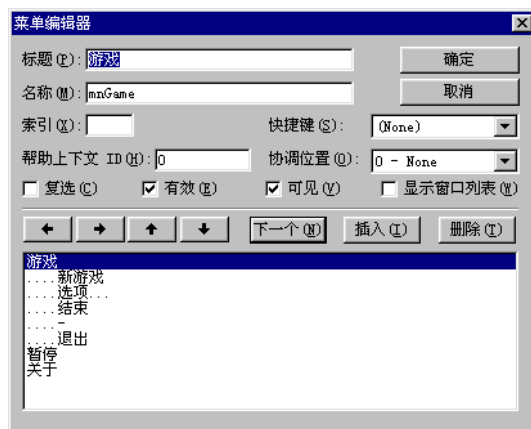 菜单编辑器
标题(P): 游戏
确定
名称(M): mnGame
取消
索引(X):
快捷键(S): (None)
帮助上下文 ID(H): 0
协调位置(O): 0 - None
复选(C) 有效(E) 可见(V) 显示窗口列表(W)
下一个(N) 插入(I) 删除(T)
游戏
....新游戏
....选项...
....结束
....-
....退出
暂停
关于